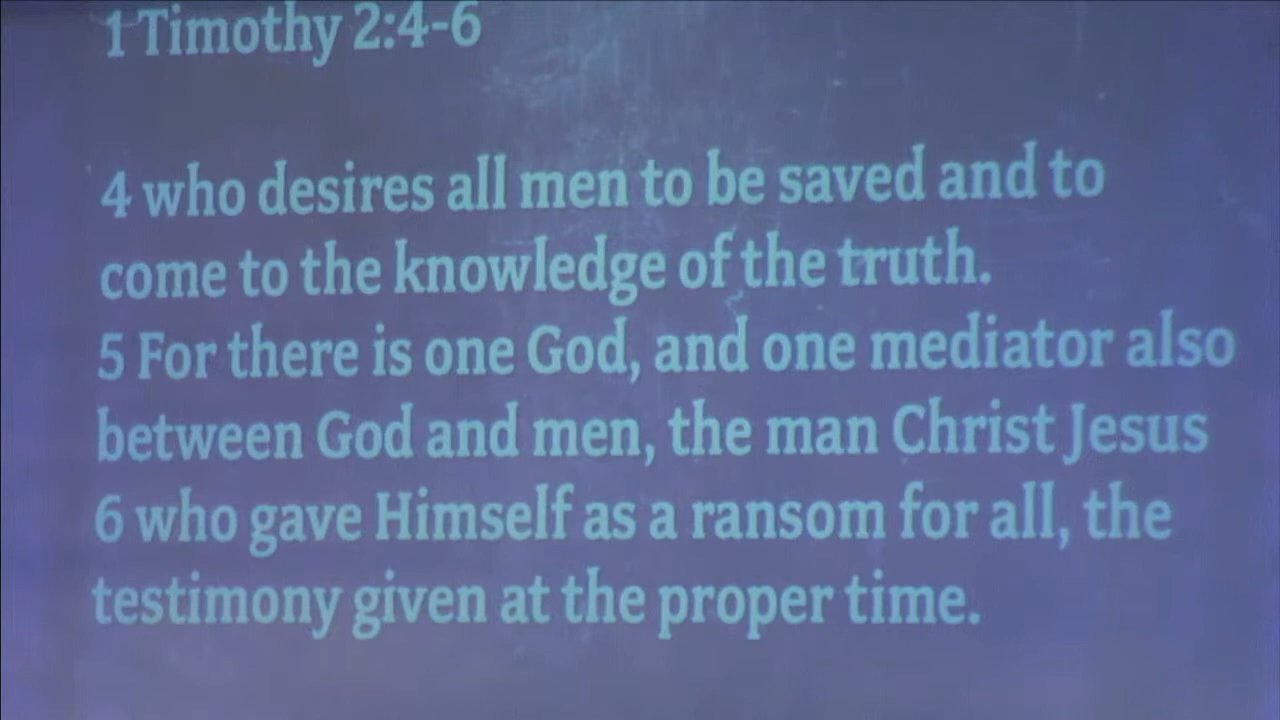 1 Timothy 2:4-6
4 who desires all men to be saved and to
come to the knowledge of the truth.
5 For there is one God, and one mediator also
between God and men, the man Christ Jesus
6 who gave Himself as a ransom for all, the
testimony given at the proper time.